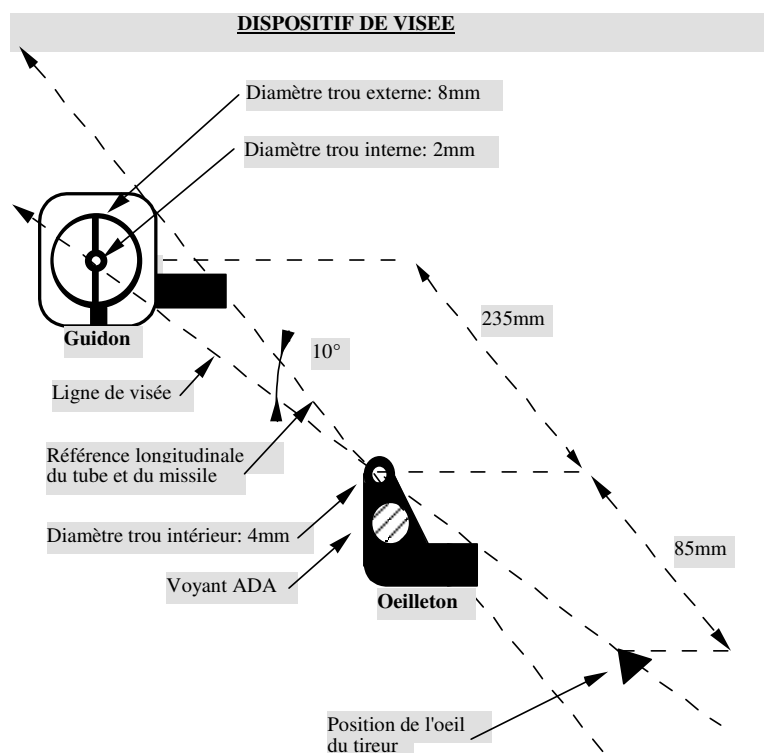 DISPOSITIF DE VISEE
Diamètre trou externe: 8mm
Diamètre trou interne: 2mm
235mm
Guidon
10°
Ligne de visée
Référence longitudinale
du tube et du missile
Diamètre trou intérieur: 4mm
85mm
Voyant ADA
Oeilleton
Position de l'oeil
du tireur